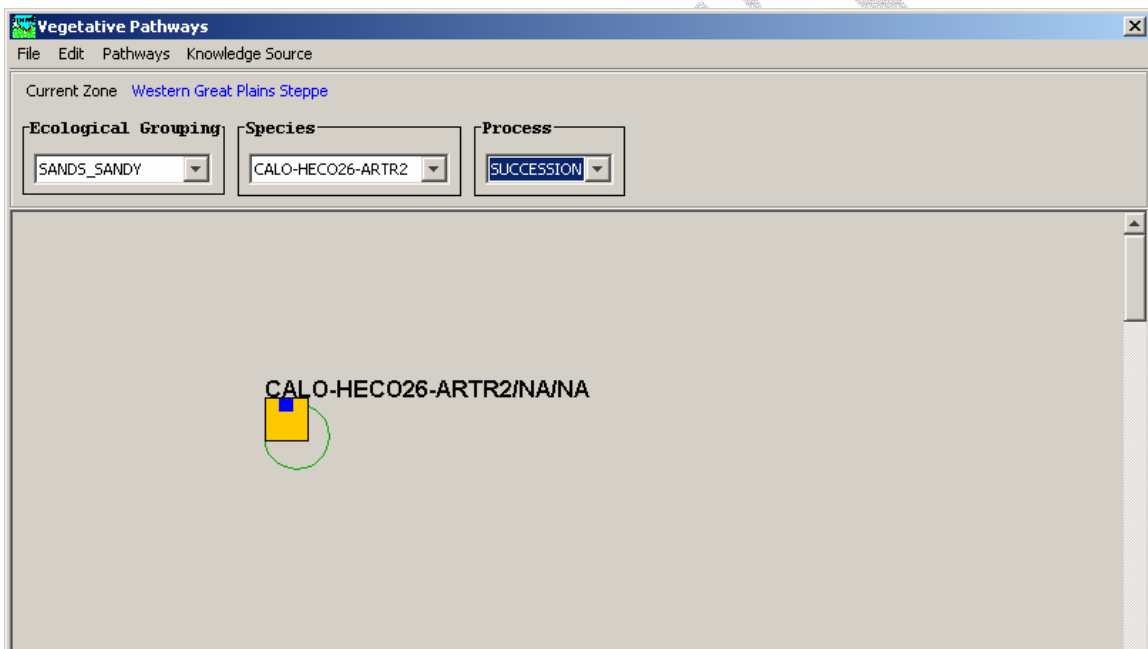 Vegetative Pathways
File Edit Pathways Knowledge Source
Current Zone Western Great Plains Steppe
Ecological Grouping Species Process
SANDS_SANDY CALO-HECO26-ARTR2 SUCCESSION
CALO-HECO26-ARTR2/NA/NA